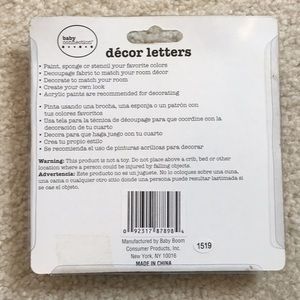 baby
connection
décor letters
• Paint, sponge or stencil your favorite colors
• Decoupage fabric to match your room décor
• Decorate to match your room
• Create your own look
• Acrylic paints are recommended for decorating
• Pinta usando una brocha, una esponja o un patrón con
tus colores favoritos
• Usa tela para la técnica de décopage para que coordine con la
decoración de tu cuarto
• Decora para que haga juego con tu cuarto
• Crea tu propio estilo
• Se recomienda el uso de pinturas acrílicas para decorar
Warning: This product is not a toy. Do not place above a crib, bed or other
location where a person could be injured by falling objects.
Advertencia: Este producto no es un juguete. No lo coloques sobre una cuna,
una cama o cualquier otro sitio donde una persona pueda resultar lastimada si
se cae el objeto.
0 92317 87898 4
Manufactured by Baby Boom
Consumer Products, Inc.
New York, NY 10016
MADE IN CHINA
1519